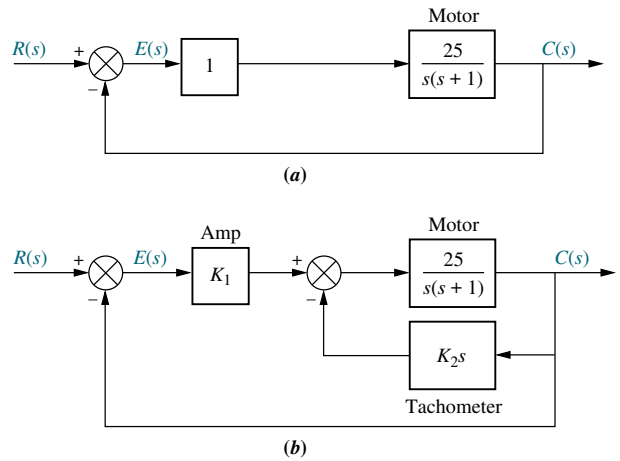 Motor
R(s) + E(s) 1 25 C(s)
s(s + 1)
−
(a)
Amp Motor
R(s) + E(s) K₁ + 25 C(s)
s(s + 1)
− −
K₂s
Tachometer
(b)